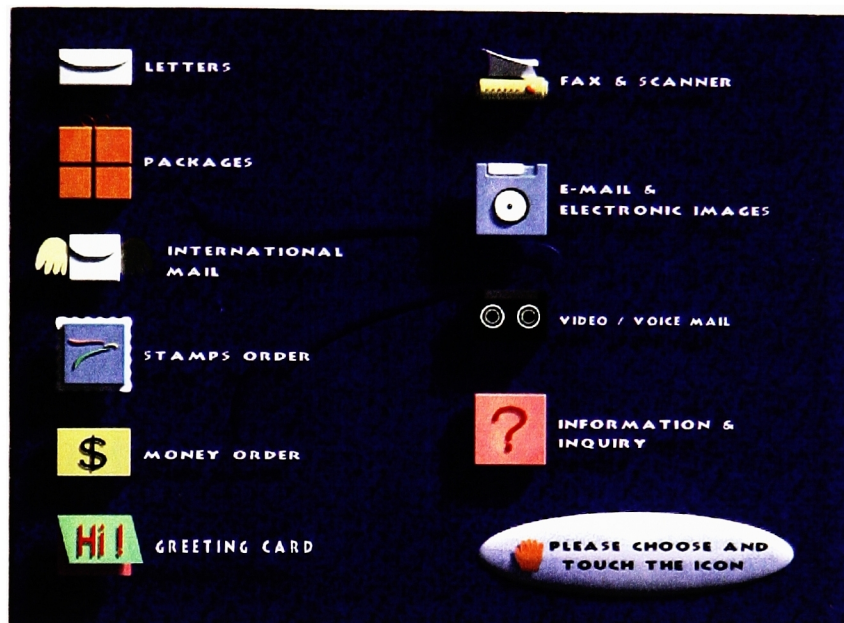 LETTERS
PACKAGES
INTERNATIONAL
MAIL
STAMPS ORDER
$
MONEY ORDER
Hi!
GREETING CARD
FAX & SCANNER
E-MAIL &
ELECTRONIC IMAGES
VIDEO / VOICE MAIL
?
INFORMATION &
INQUIRY
PLEASE CHOOSE AND
TOUCH THE ICON